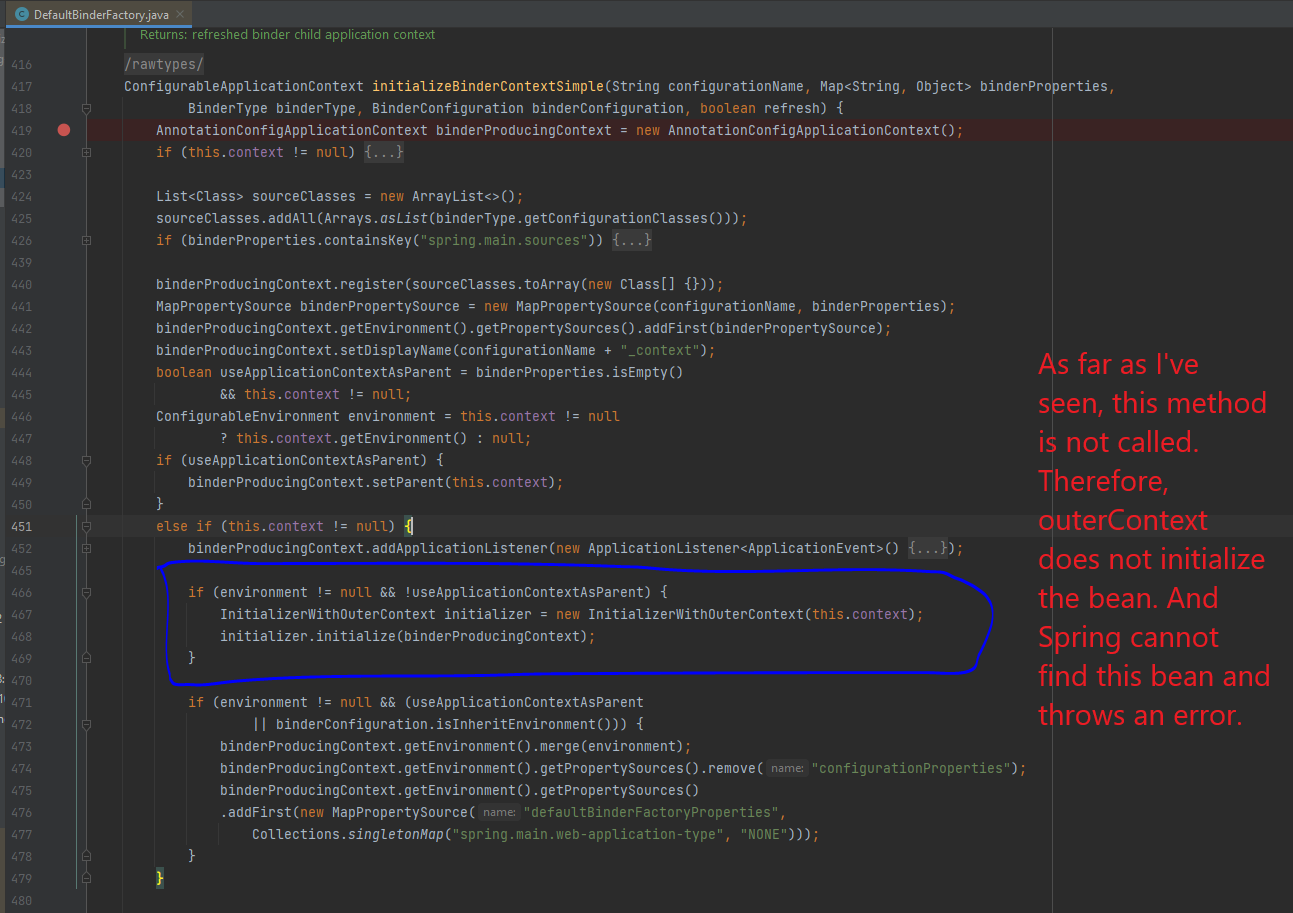 DefaultBinderFactory.java
Returns: refreshed binder child application context
416 /rawtypes/
417 ConfigurableApplicationContext initializeBinderContextSimple(String configurationName, Map<String, Object> binderProperties,
418 BinderType binderType, BinderConfiguration binderConfiguration, boolean refresh) {
419 AnnotationConfigApplicationContext binderProducingContext = new AnnotationConfigApplicationContext();
420 if (this.context != null) {...}
423
424 List<Class> sourceClasses = new ArrayList<>();
425 sourceClasses.addAll(Arrays.asList(binderType.getConfigurationClasses()));
426 if (binderProperties.containsKey("spring.main.sources")) {...}
439
440 binderProducingContext.register(sourceClasses.toArray(new Class[] {}));
441 MapPropertySource binderPropertySource = new MapPropertySource(configurationName, binderProperties);
442 binderProducingContext.getEnvironment().getPropertySources().addFirst(binderPropertySource);
443 binderProducingContext.setDisplayName(configurationName + "_context");
444 boolean useApplicationContextAsParent = binderProperties.isEmpty()
445 && this.context != null;
446 ConfigurableEnvironment environment = this.context != null
447 ? this.context.getEnvironment() : null;
448 if (useApplicationContextAsParent) {
449 binderProducingContext.setParent(this.context);
450 }
451 else if (this.context != null) {
452 binderProducingContext.addApplicationListener(new ApplicationListener<ApplicationEvent>() {...});
465
466 if (environment != null && !useApplicationContextAsParent) {
467 InitializerWithOuterContext initializer = new InitializerWithOuterContext(this.context);
468 initializer.initialize(binderProducingContext);
469 }
470
471 if (environment != null && (useApplicationContextAsParent
472 || binderConfiguration.isInheritEnvironment())) {
473 binderProducingContext.getEnvironment().merge(environment);
474 binderProducingContext.getEnvironment().getPropertySources().remove( name: "configurationProperties");
475 binderProducingContext.getEnvironment().getPropertySources()
476 .addFirst(new MapPropertySource( name: "defaultBinderFactoryProperties",
477 Collections.singletonMap("spring.main.web-application-type", "NONE")));
478 }
479 }
480
As far as I've
seen, this method
is not called.
Therefore,
outerContext
does not initialize
the bean. And
Spring cannot
find this bean and
throws an error.